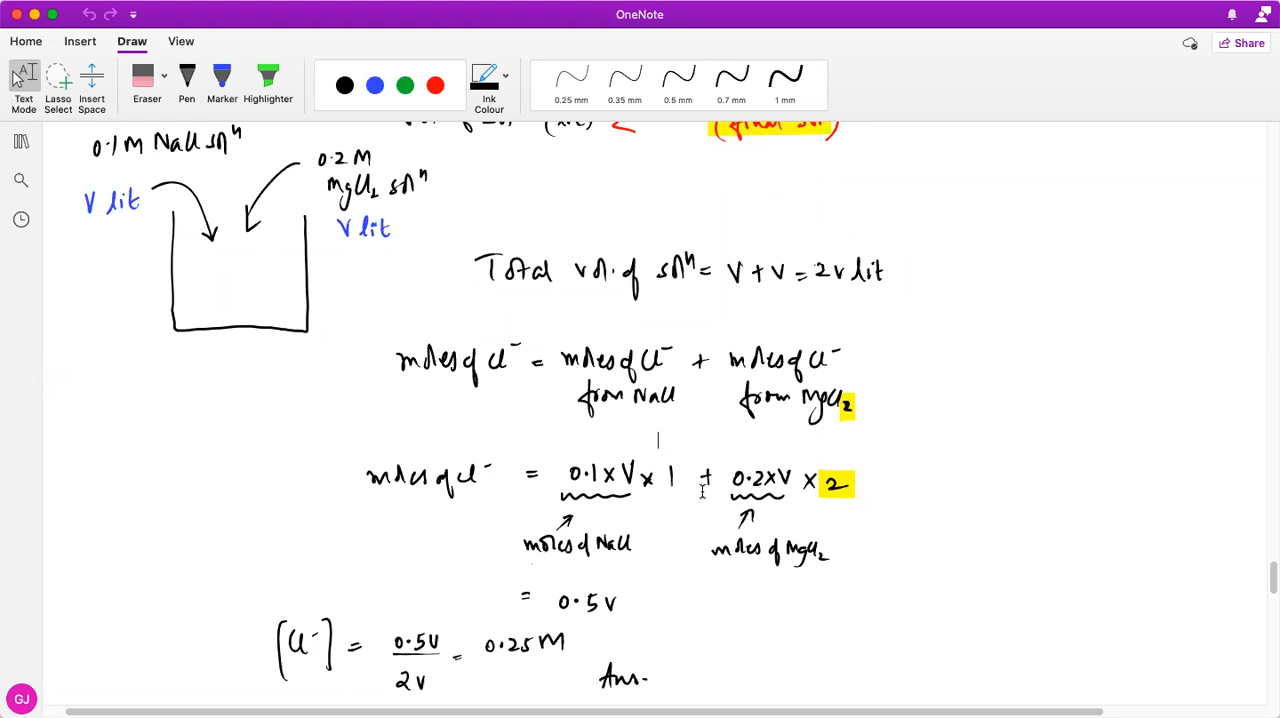 OneNote
Home Insert Draw View
Share
Text Mode
Lasso Select
Insert Space
Eraser
Pen
Marker
Highlighter
Ink Colour
0.25 mm 0.35 mm 0.5 mm 0.7 mm 1 mm
(final solⁿ)
0.1 M NaCl solⁿ
0.2 M
MgCl₂ solⁿ
V lit
V lit
Total vol. of solⁿ = V + V = 2V lit
moles of Cl⁻ = moles of Cl⁻ + moles of Cl⁻
from NaCl from MgCl₂
moles of Cl⁻ = 0.1 x V x 1 + 0.2 x V x 2
moles of NaCl moles of MgCl₂
= 0.5 V
[Cl⁻] = 0.5V / 2V = 0.25 M
Ans.
GJ